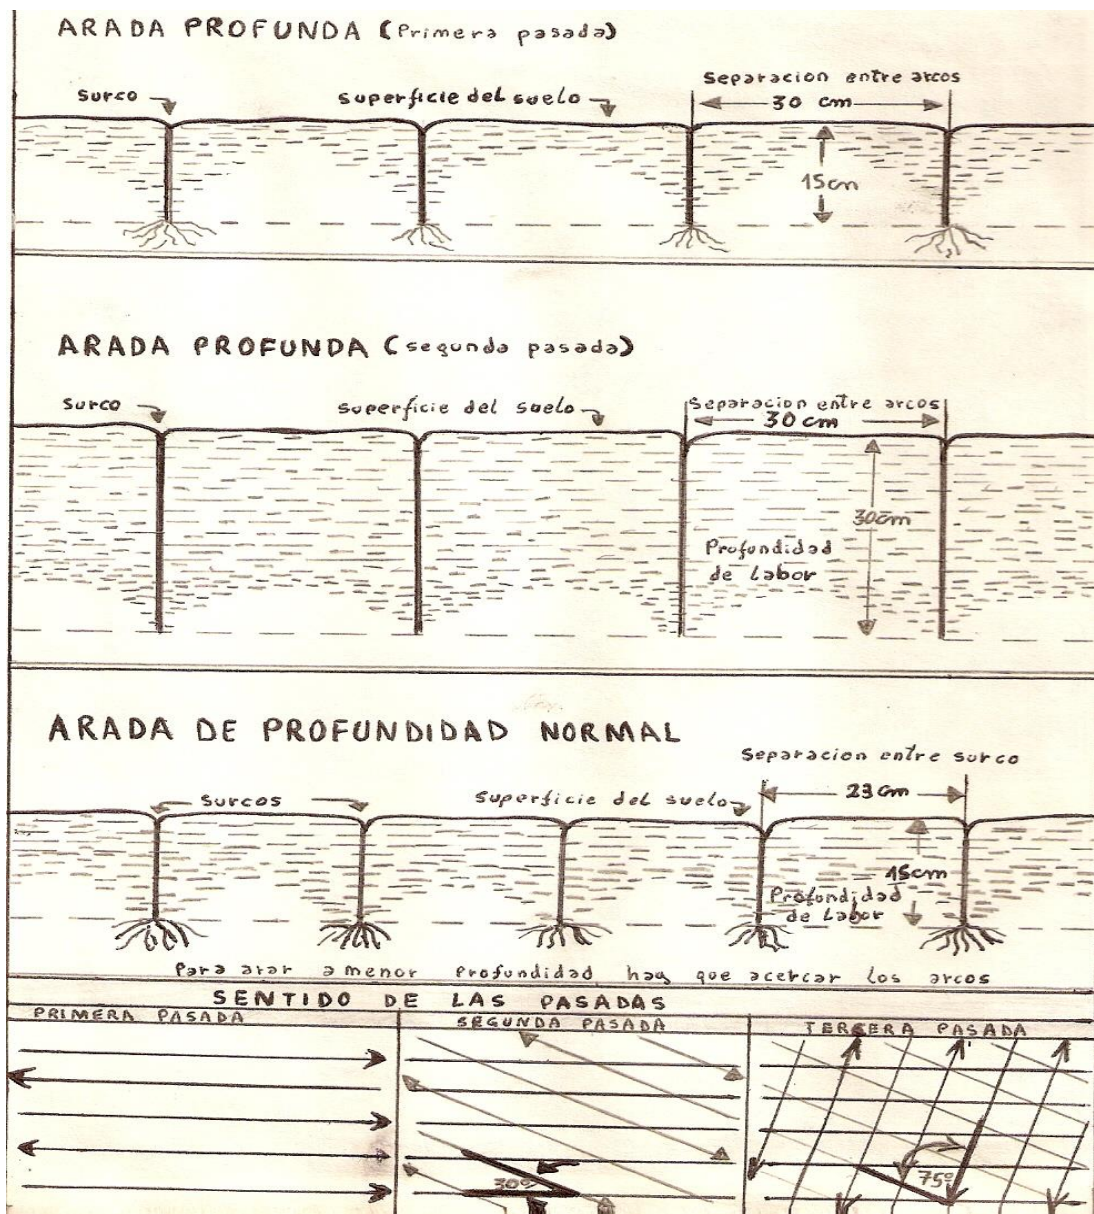 ARADA PROFUNDA (Primera pasada)
Separacion entre arcos
surco
superficie del suelo
30 cm
15cm
ARADA PROFUNDA (segunda pasada)
surco
superficie del suelo
Separacion entre arcos
30 cm
30cm
Profundidad
de Labor
ARADA DE PROFUNDIDAD NORMAL
Separacion entre surco
Surcos
Superficie del suelo
23 cm
15cm
Profundidad
de Labor
Para arar a menor profundidad, hay que acercar los arcos
SENTIDO DE LAS PASADAS
PRIMERA PASADA
SEGUNDA PASADA
TERCERA PASADA
30º
75º